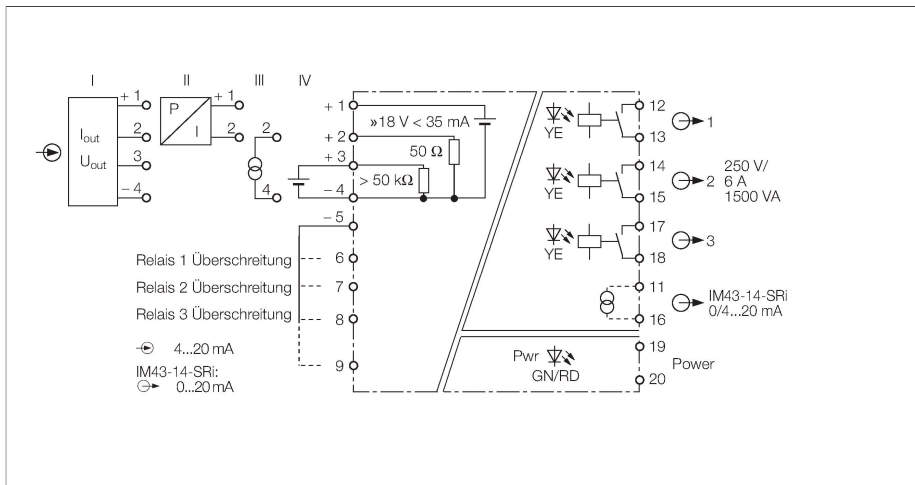 I II III IV
P
I
I out
U out
+ 1
2
3
− 4
+ 1
2
2
4
+ 1
+ 2
+ 3
− 4
− 5
6
7
8
9
»18 V < 35 mA
50 Ω
> 50 kΩ
Relais 1 Überschreitung
Relais 2 Überschreitung
Relais 3 Überschreitung
4...20 mA
IM43-14-SRi:
0...20 mA
YE
YE
YE
12
13
14
15
17
18
11
16
19
20
1
2
3
250 V/
6 A
1500 VA
IM43-14-SRi
0/4...20 mA
Pwr
GN/RD
Power